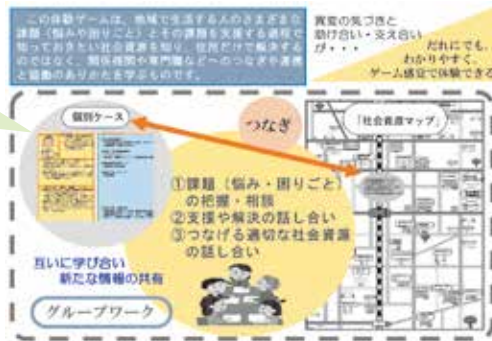 この体験ゲームは、地域で生活する人のさまざまな
課題（悩みや困りごと）とその課題を支援する過程で
知っておきたい社会資源を知り、住民だけで解決する
のではなく、関係機関や専門職などへのつなぎや連携
と協働のありかたを学ぶものです。
異変の気づきと
助け合い・支え合い
が・・・
だれにでも、
わかりやすく、
ゲーム感覚で体験できる
個別ケース
つなぎ
「社会資源マップ」
①課題（悩み・困りごと）
の把握・相談
②支援や解決の話し合い
③つなげる適切な社会資源
の話し合い
互いに学び合い
新たな情報の共有
グループワーク